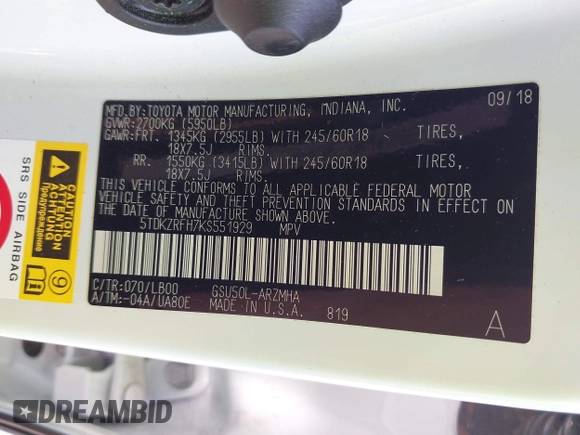 MFD.BY:TOYOTA MOTOR MANUFACTURING, INDIANA, INC. 09/18
GVWR:2700KG (5950LB)
GAWR:FRT. 1345KG (2955LB) WITH 245/60R18 TIRES,
18X7.5J RIMS.
RR. 1550KG (3415LB) WITH 245/60R18 TIRES,
18X7.5J RIMS.
THIS VEHICLE CONFORMS TO ALL APPLICABLE FEDERAL MOTOR
VEHICLE SAFETY AND THEFT PREVENTION STANDARDS IN EFFECT ON
THE DATE OF MANUFACTURE SHOWN ABOVE.
5TDKZRFH7KS551929 MPV
C/TR:070/LB00 GSU50L-ARZMHA
A/TM:-04A/UA80E MADE IN U.S.A. 819 A
SRS SIDE AIRBAG
CAUTION
ATTENTION
Предупреждение
9
DREAMBID